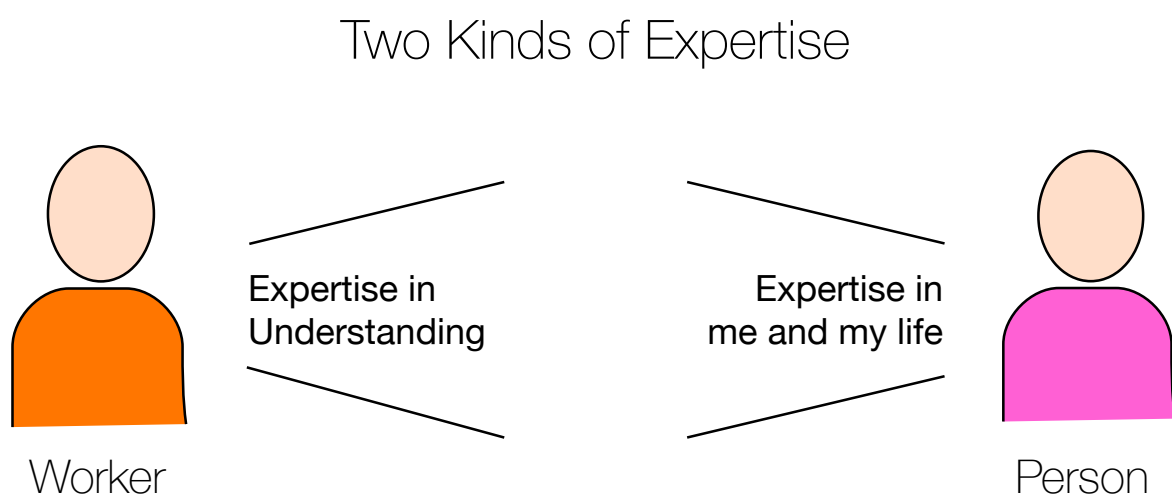 Two Kinds of Expertise
Expertise in
Understanding
Expertise in
me and my life
Worker
Person